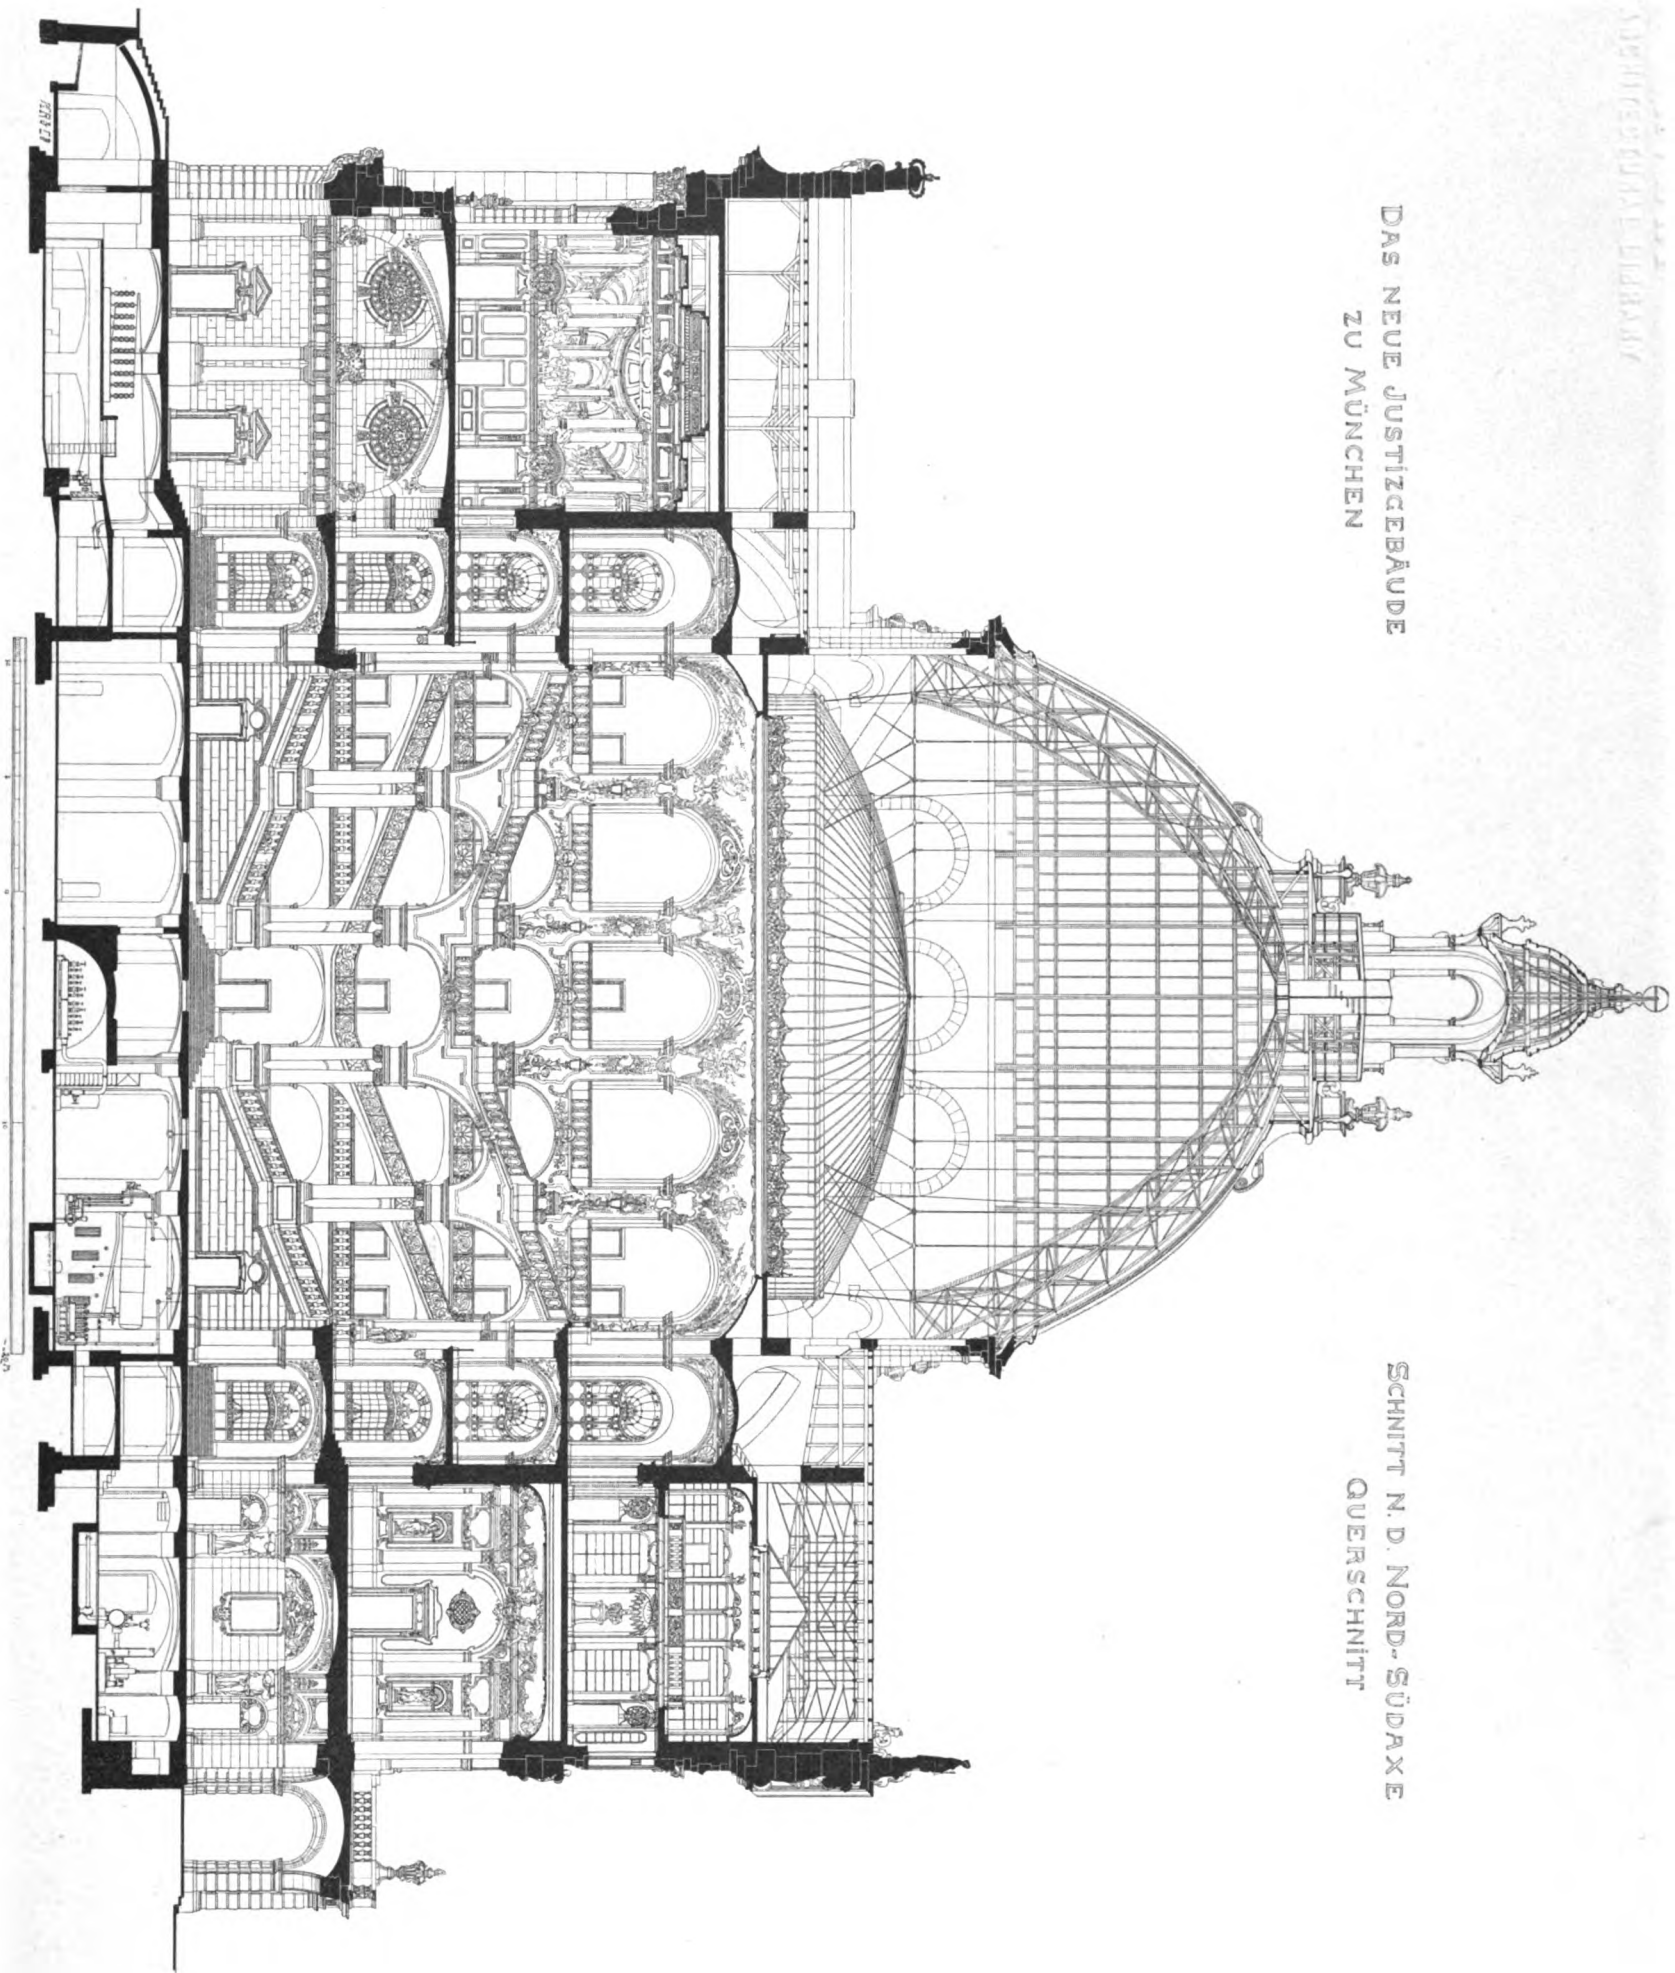 DAS NEUE JUSTIZGEBÄUDE
ZU MÜNCHEN
SCHNITT N. D. NORD-SÜDAXE
QUERSCHNITT